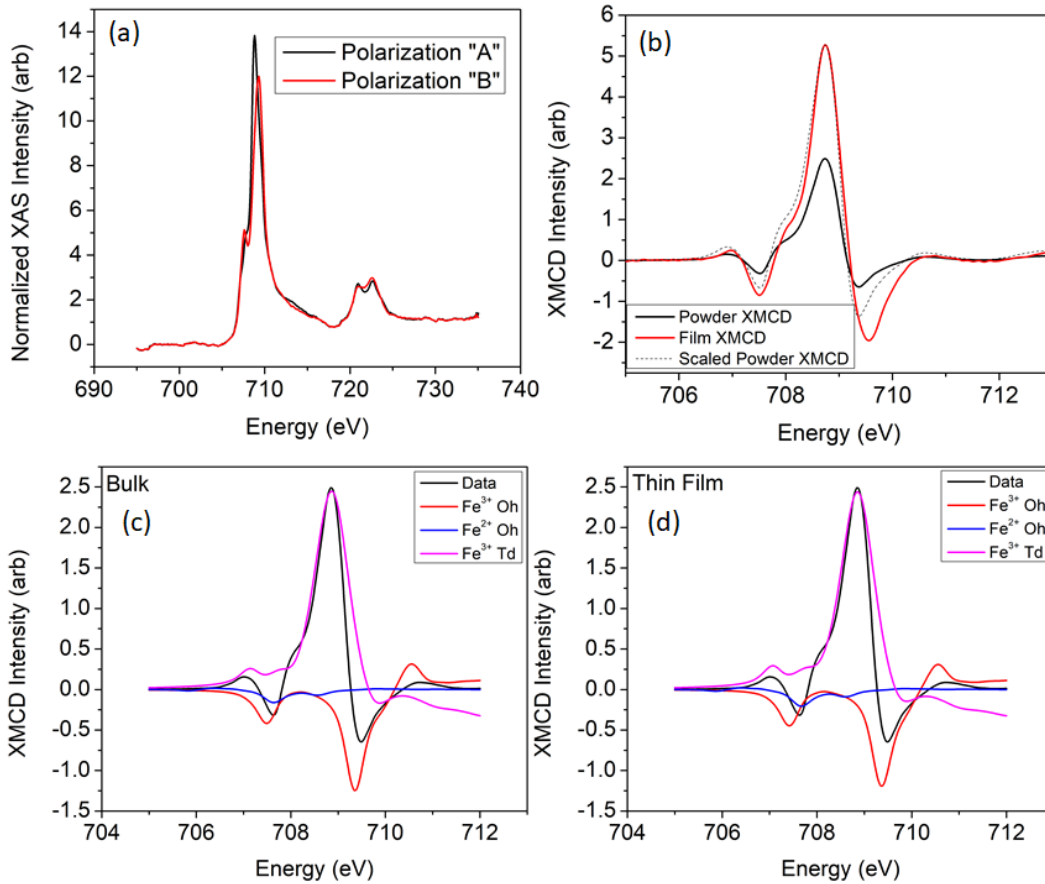 (a)
Polarization "A"
Polarization "B"
Normalized XAS Intensity (arb)
14
12
10
8
6
4
2
0
690 700 710 720 730 740
Energy (eV)
(b)
XMCD Intensity (arb)
6
5
4
3
2
1
0
-1
-2
Powder XMCD
Film XMCD
Scaled Powder XMCD
706 708 710 712
Energy (eV)
Bulk
(c)
Data
Fe3+ Oh
Fe2+ Oh
Fe3+ Td
XMCD Intensity (arb)
2.5
2.0
1.5
1.0
0.5
0.0
-0.5
-1.0
-1.5
704 706 708 710 712
Energy (eV)
Thin Film
(d)
Data
Fe3+ Oh
Fe2+ Oh
Fe3+ Td
XMCD Intensity (arb)
2.5
2.0
1.5
1.0
0.5
0.0
-0.5
-1.0
-1.5
704 706 708 710 712
Energy (eV)